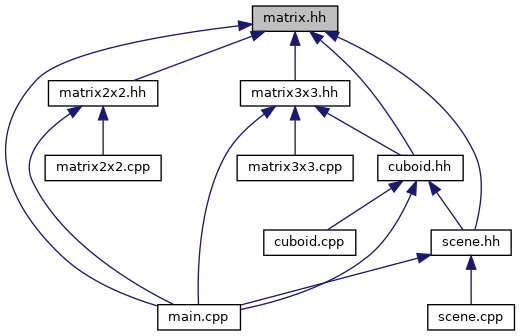 matrix.hh
matrix2x2.hh
matrix3x3.hh
matrix2x2.cpp
matrix3x3.cpp
cuboid.hh
cuboid.cpp
scene.hh
main.cpp
scene.cpp